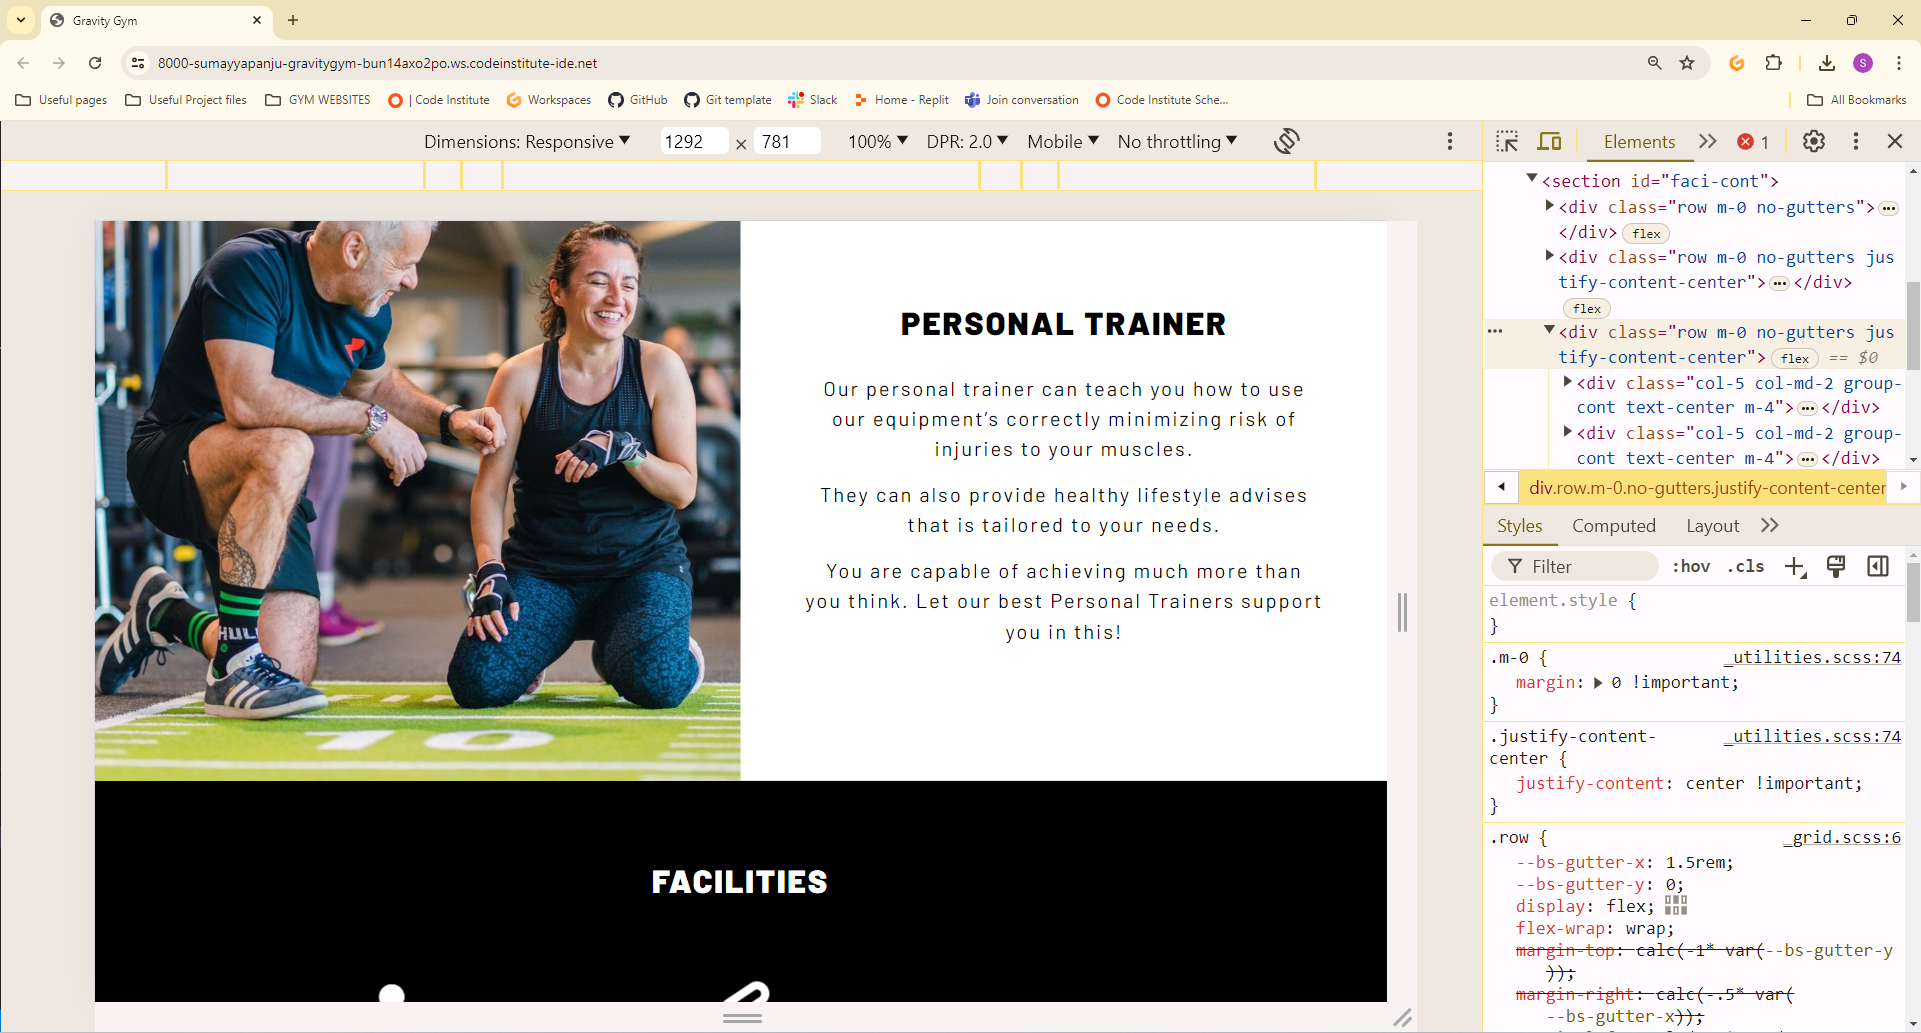 Gravity Gym
8000-sumayyapanju-gravitygym-bun14axo2po.ws.codeinstitute-ide.net
S
Useful pages
Useful Project files
GYM WEBSITES
| Code Institute
Workspaces
GitHub
Git template
Slack
Home - Replit
Join conversation
Code Institute Sche...
All Bookmarks
Dimensions: Responsive
1292 × 781
100%
DPR: 2.0
Mobile
No throttling
PERSONAL TRAINER
Our personal trainer can teach you how to use
our equipment's correctly minimizing risk of
injuries to your muscles.
They can also provide healthy lifestyle advises
that is tailored to your needs.
You are capable of achieving much more than
you think. Let our best Personal Trainers support
you in this!
HULK
10
FACILITIES
Elements
1
<section id="faci-cont">
<div class="row m-0 no-gutters">
</div> flex
<div class="row m-0 no-gutters jus
tify-content-center"> </div>
flex
<div class="row m-0 no-gutters jus
tify-content-center"> flex == $0
<div class="col-5 col-md-2 group-
cont text-center m-4"> </div>
<div class="col-5 col-md-2 group-
cont text-center m-4"> </div>
div.row.m-0.no-gutters.justify-content-center
Styles
Computed
Layout
Filter
:hov
.cls
element.style {
}
.m-0 { _utilities.scss:74
margin: 0 !important;
}
.justify-content- _utilities.scss:74
center {
justify-content: center !important;
}
.row { _grid.scss:6
--bs-gutter-x: 1.5rem;
--bs-gutter-y: 0;
display: flex;
flex-wrap: wrap;
margin-top: calc(-1* var(--bs-gutter-y
));
margin-right: calc(-.5* var(
--bs-gutter-x));